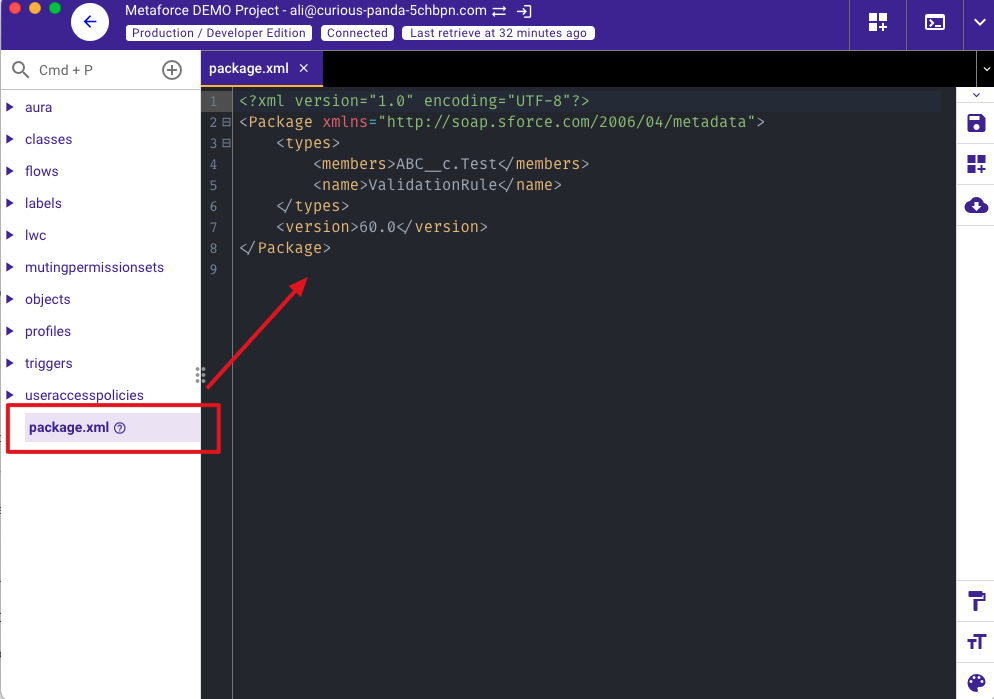 Metaforce DEMO Project - ali@curious-panda-5chbpn.com
Production / Developer Edition Connected Last retrieve at 32 minutes ago
Cmd + P
package.xml
aura
classes
flows
labels
lwc
mutingpermissionsets
objects
profiles
triggers
useraccesspolicies
package.xml
1 <?xml version="1.0" encoding="UTF-8"?>
2 <Package xmlns="http://soap.sforce.com/2006/04/metadata">
3 <types>
4 <members>ABC__c.Test</members>
5 <name>ValidationRule</name>
6 </types>
7 <version>60.0</version>
8 </Package>
9